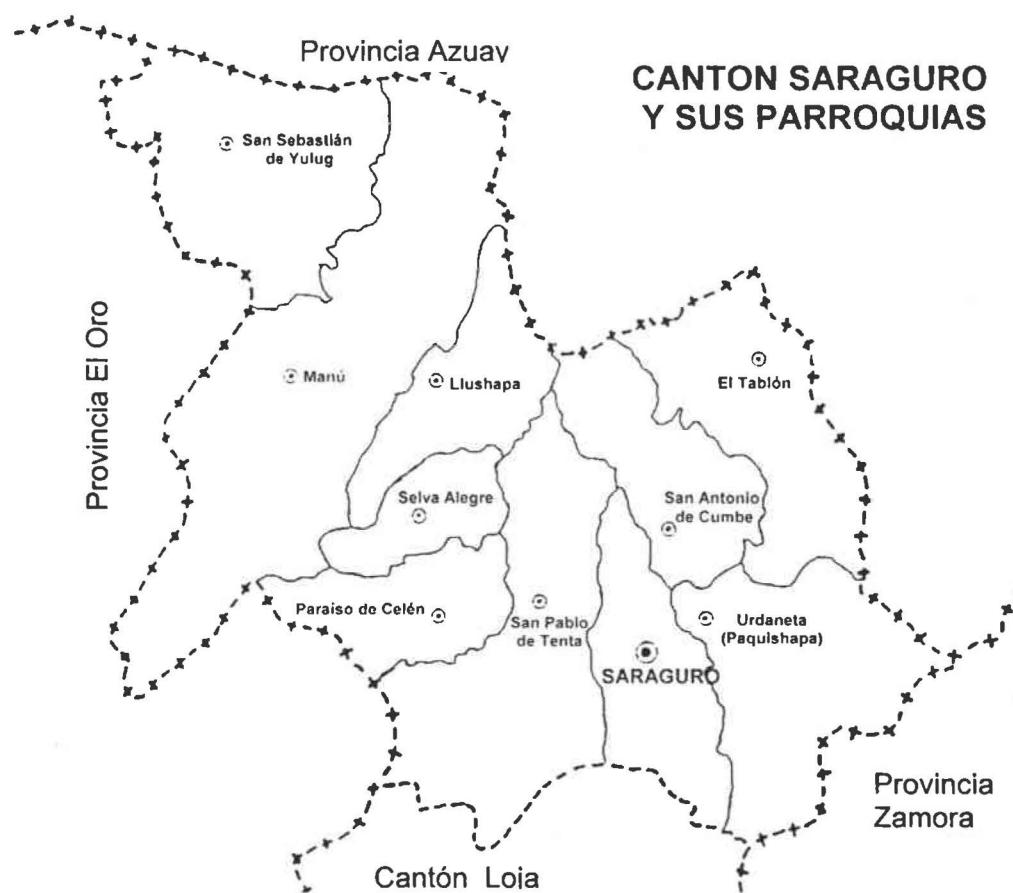 Provincia Azuay
CANTON SARAGURO
Y SUS PARROQUIAS
San Sebastián
de Yulug
Provincia El Oro
Manú
Llushapa
El Tablón
Selva Alegre
San Antonio
de Cumbe
Paraiso de Celén
San Pablo
de Tenta
Urdaneta
(Paquishapa)
SARAGURO
Provincia
Zamora
Cantón Loja